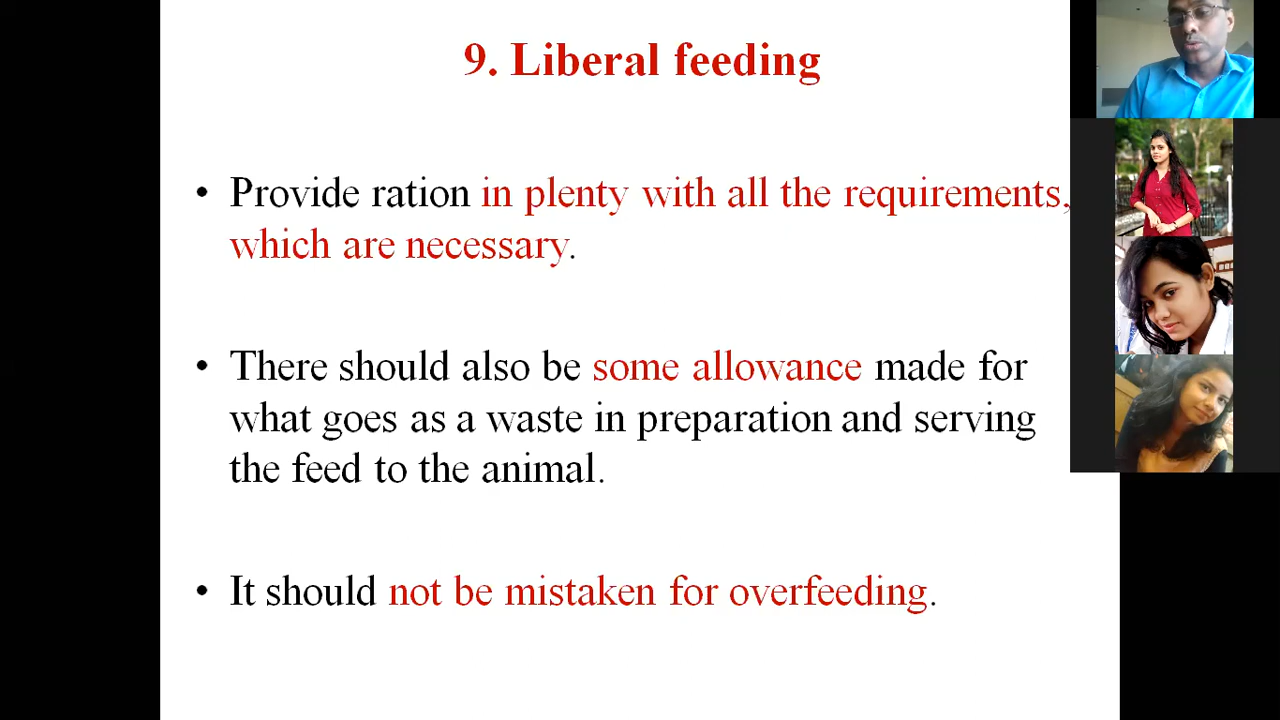 9. Liberal feeding
• Provide ration in plenty with all the requirements,
which are necessary.
• There should also be some allowance made for
what goes as a waste in preparation and serving
the feed to the animal.
• It should not be mistaken for overfeeding.